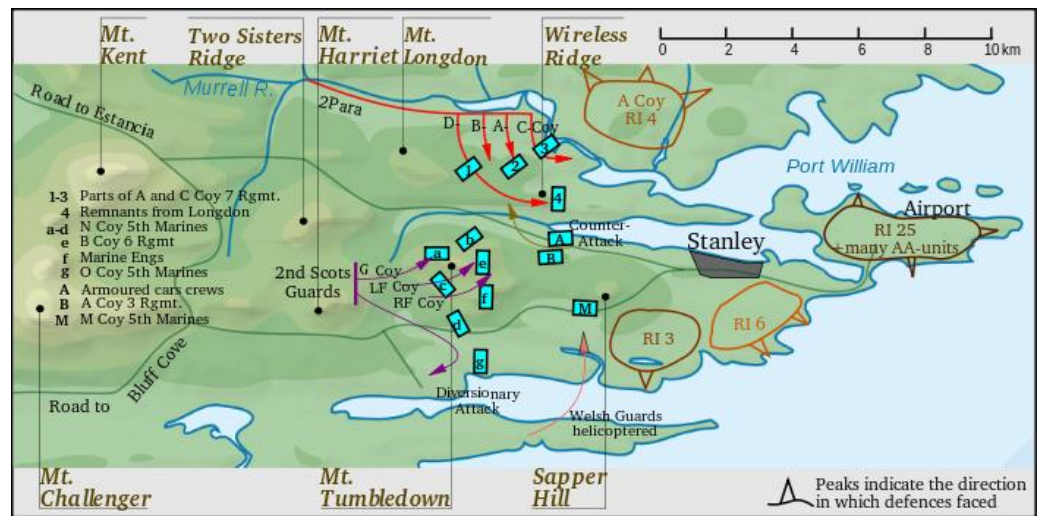 Mt.
Kent
Two Sisters
Ridge
Mt.
Harriet
Mt.
Longdon
Wireless
Ridge
0 2 4 6 8 10 km
Murrell R.
Road to Estancia
2Para
D- B- A- C-Coy
A Coy
RI 4
Port William
1 2 3
4
1-3 Parts of A and C Coy 7 Rgmt.
4 Remnants from Longdon
a-d N Coy 5th Marines
e B Coy 6 Rgmt
f Marine Engs
g O Coy 5th Marines
A Armoured cars crews
B A Coy 3 Rgmt.
M M Coy 5th Marines
Counter-
Attack
Airport
RI 25
+many AA-units
Stanley
A
B
a b e
c f
d
g
M
2nd Scots
Guards
G Coy
LF Coy
RF Coy
RI 3
RI 6
Bluff Cove
Road to
Diversionary
Attack
Welsh Guards
helicoptered
Mt.
Challenger
Mt.
Tumbledown
Sapper
Hill
Peaks indicate the direction
in which defences faced